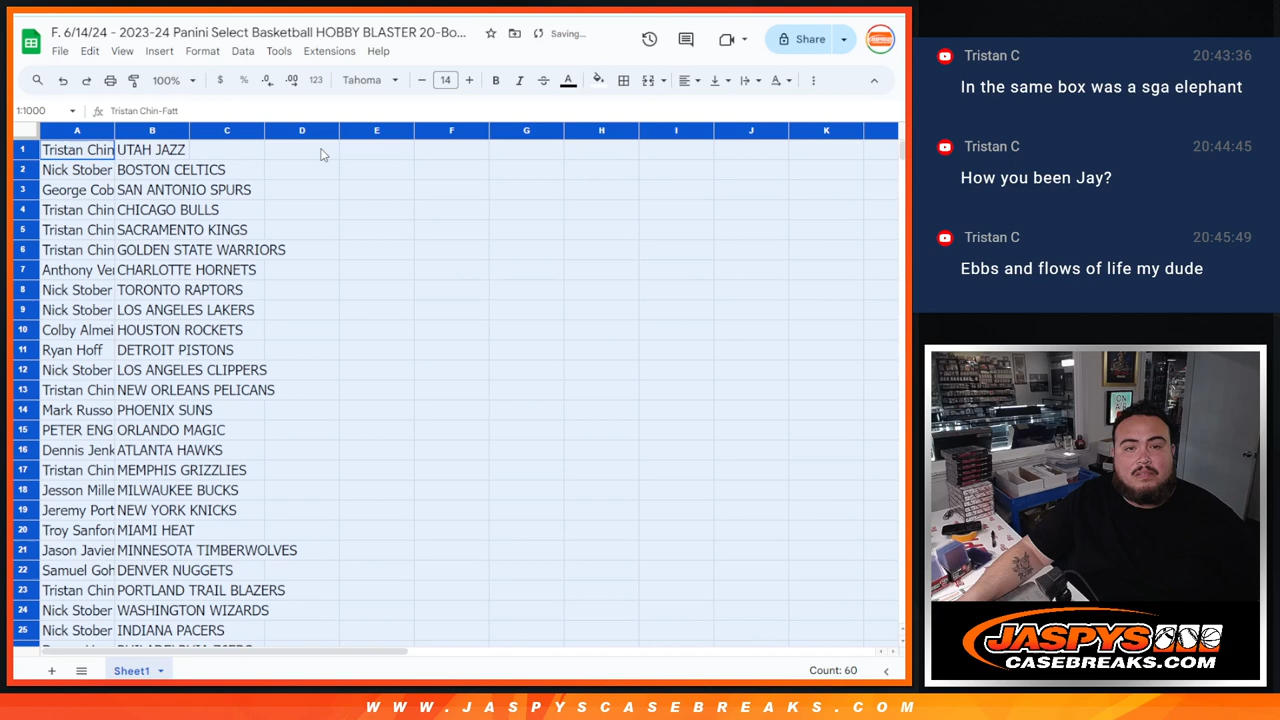 F. 6/14/24 - 2023-24 Panini Select Basketball HOBBY BLASTER 20-Bo...
Saving...
Share
File Edit View Insert Format Data Tools Extensions Help
100% $ % .0 .00 123 Tahoma 14 B I A
1:1000 fx Tristan Chin-Fatt
A B C D E F G H I J K
1 Tristan Chin UTAH JAZZ
2 Nick Stober BOSTON CELTICS
3 George Cob SAN ANTONIO SPURS
4 Tristan Chin CHICAGO BULLS
5 Tristan Chin SACRAMENTO KINGS
6 Tristan Chin GOLDEN STATE WARRIORS
7 Anthony Ver CHARLOTTE HORNETS
8 Nick Stober TORONTO RAPTORS
9 Nick Stober LOS ANGELES LAKERS
10 Colby Almei HOUSTON ROCKETS
11 Ryan Hoff DETROIT PISTONS
12 Nick Stober LOS ANGELES CLIPPERS
13 Tristan Chin NEW ORLEANS PELICANS
14 Mark Russo PHOENIX SUNS
15 PETER ENG ORLANDO MAGIC
16 Dennis Jenk ATLANTA HAWKS
17 Tristan Chin MEMPHIS GRIZZLIES
18 Jesson Mille MILWAUKEE BUCKS
19 Jeremy Port NEW YORK KNICKS
20 Troy Sanford MIAMI HEAT
21 Jason Javier MINNESOTA TIMBERWOLVES
22 Samuel Goh DENVER NUGGETS
23 Tristan Chin PORTLAND TRAIL BLAZERS
24 Nick Stober WASHINGTON WIZARDS
25 Nick Stober INDIANA PACERS
Sheet1
Count: 60
Tristan C 20:43:36
In the same box was a sga elephant
Tristan C 20:44:45
How you been Jay?
Tristan C 20:45:49
Ebbs and flows of life my dude
ON AIR
JASPYS
CASEBREAKS.COM
WWW.JASPYSCASEBREAKS.COM